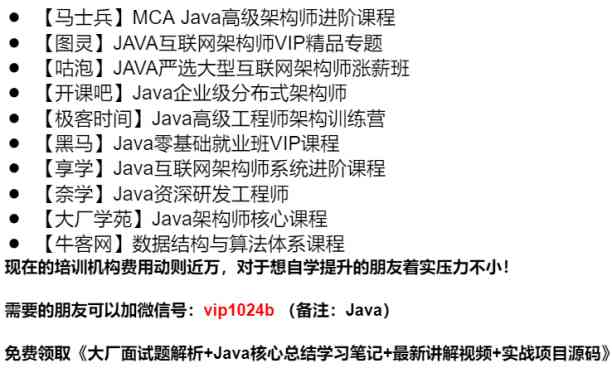 ● 【马士兵】MCA Java高级架构师进阶课程
● 【图灵】JAVA互联网架构师VIP精品专题
● 【咕泡】JAVA严选大型互联网架构师涨薪班
● 【开课吧】Java企业级分布式架构师
● 【极客时间】Java高级工程师架构训练营
● 【黑马】Java零基础就业班VIP课程
● 【享学】Java互联网架构师系统进阶课程
● 【奈学】Java资深研发工程师
● 【大厂学苑】Java架构师核心课程
● 【牛客网】数据结构与算法体系课程
现在的培训机构费用动则近万，对于想自学提升的朋友着实压力不小！
需要的朋友可以加微信号：vip1024b （备注：Java）
免费领取《大厂面试题解析+Java核心总结学习笔记+最新讲解视频+实战项目源码》